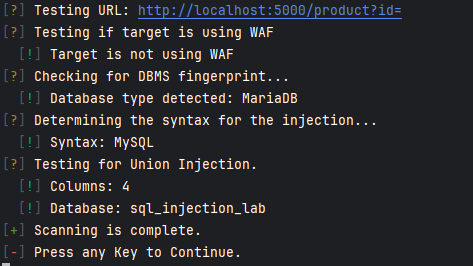 [?] Testing URL: http://localhost:5000/product?id=
[?] Testing if target is using WAF
[!] Target is not using WAF
[?] Checking for DBMS fingerprint...
[!] Database type detected: MariaDB
[?] Determining the syntax for the injection...
[!] Syntax: MySQL
[?] Testing for Union Injection.
[!] Columns: 4
[!] Database: sql_injection_lab
[+] Scanning is complete.
[-] Press any Key to Continue.